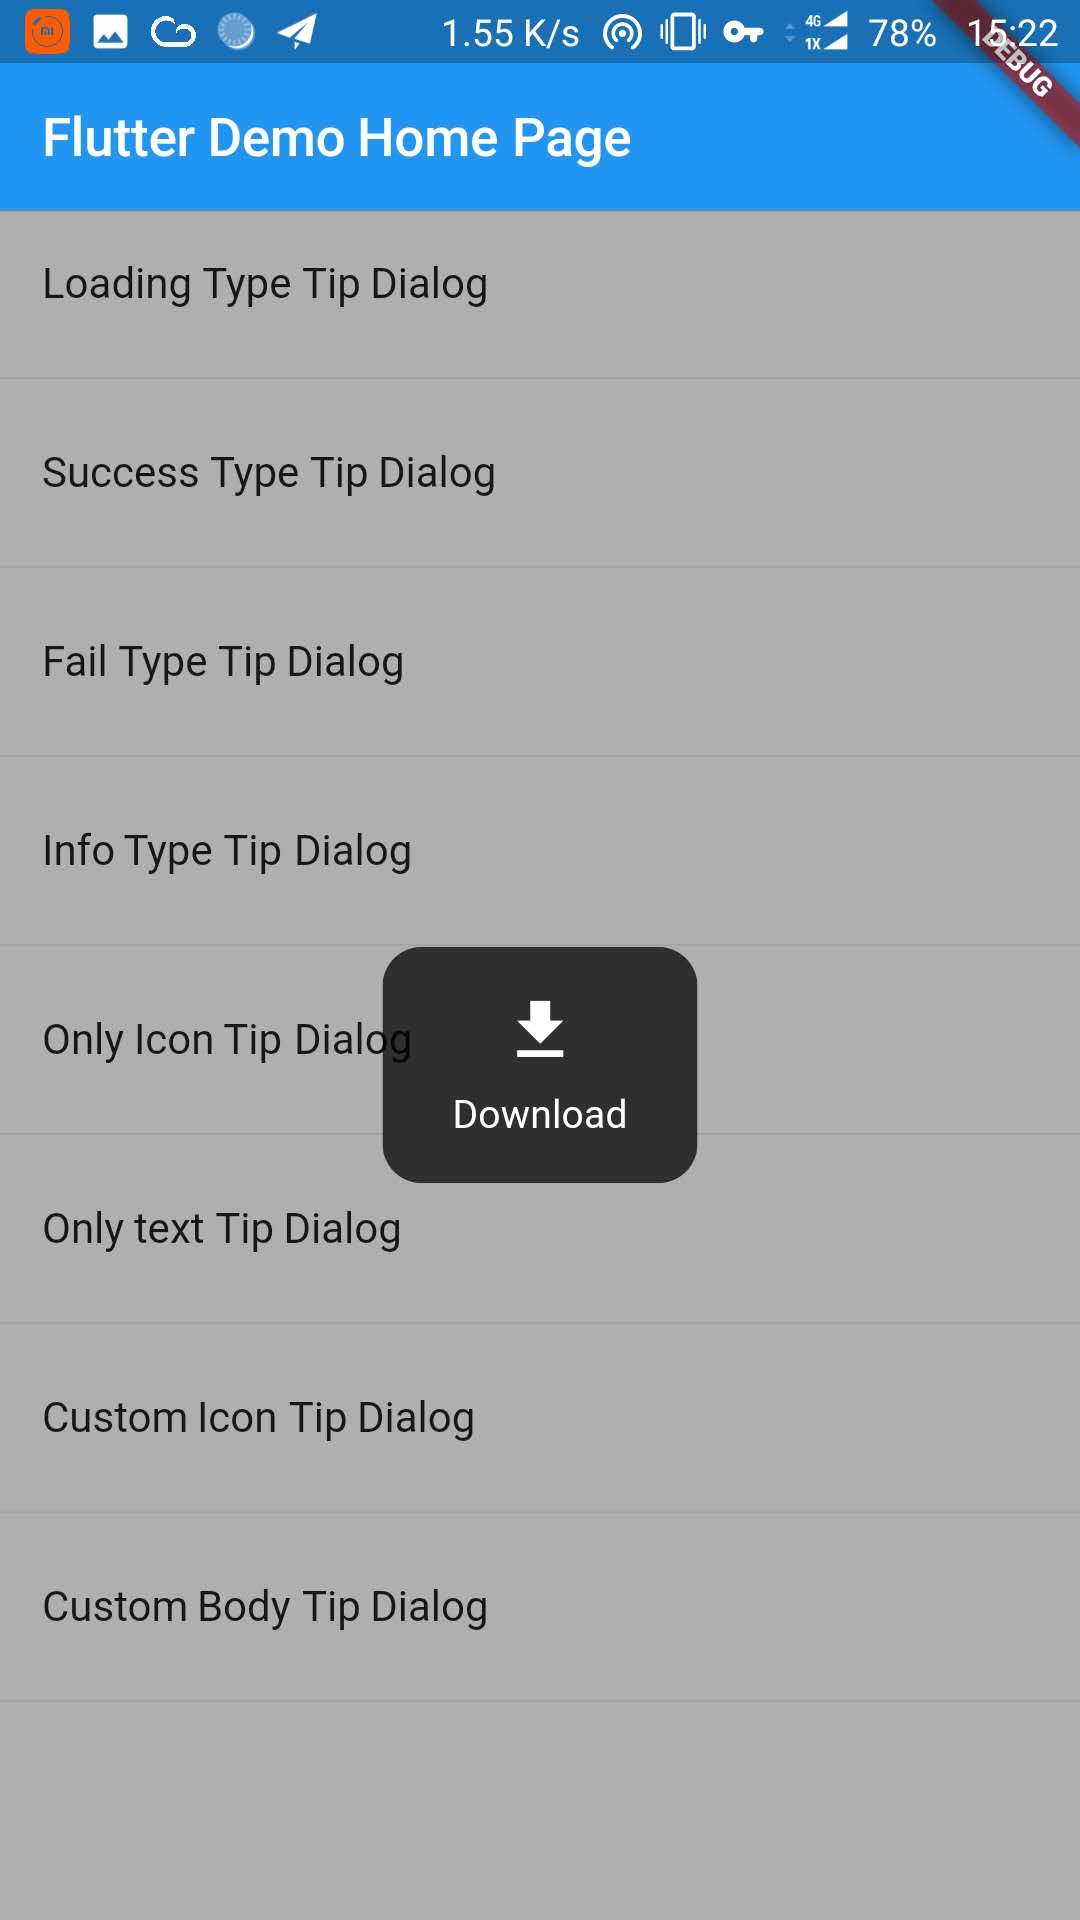 1.55 K/s 4G 1X 78% 15:22
DEBUG
Flutter Demo Home Page
Loading Type Tip Dialog
Success Type Tip Dialog
Fail Type Tip Dialog
Info Type Tip Dialog
Only Icon Tip Dialog
Download
Only text Tip Dialog
Custom Icon Tip Dialog
Custom Body Tip Dialog